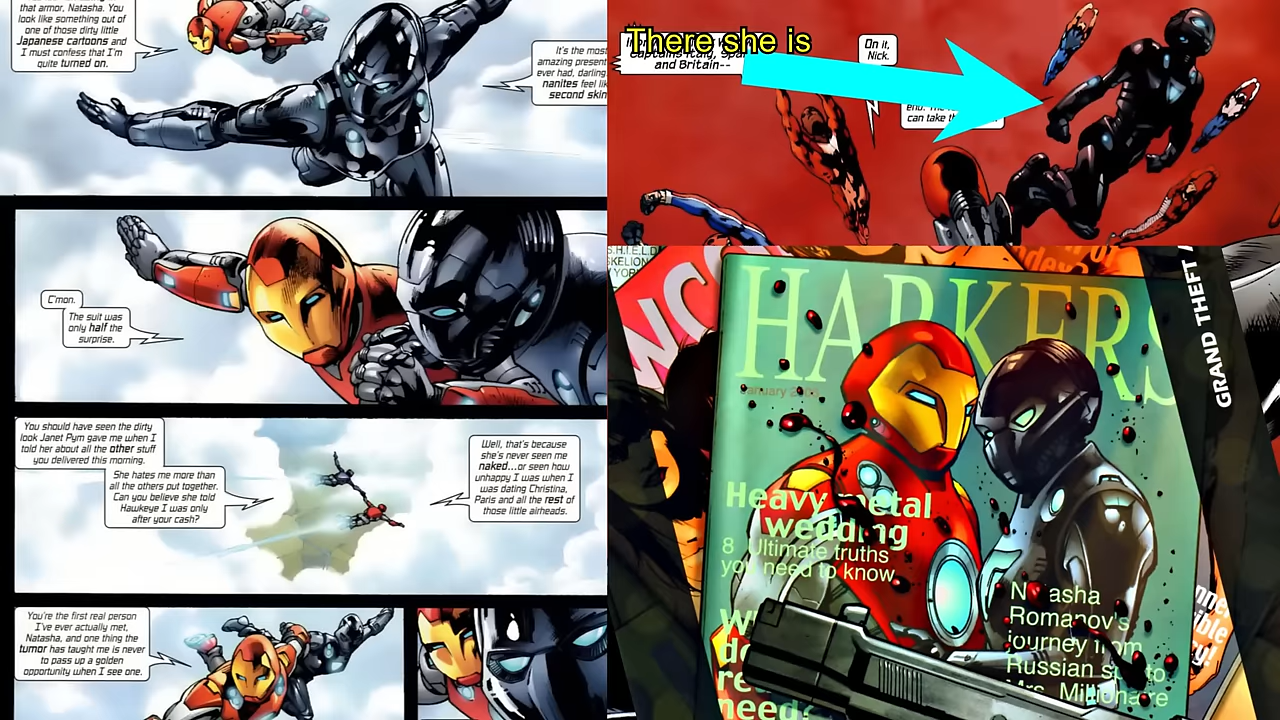 that armor, Natasha. You
look like something out of
one of those dirty little
Japanese cartoons and
I must confess that I'm
quite turned on.
It's the most
amazing present
ever had, darling
nanites feel
second skin
C'mon.
The suit was
only half the
surprise.
You should have seen the dirty
look Janet Pym gave me when I
told her about all the other stuff
you delivered this morning.
She hates me more than
all the others put together.
Can you believe she told
Hawkeye I was only
after your cash?
Well, that's because
she's never seen me
naked...or seen how
unhappy I was when I
was dating Christina,
Paris and all the rest of
those little airheads.
You're the first real person
I've ever actually met,
Natasha, and one thing the
tumor has taught me is never
to pass up a golden
opportunity when I see one.
There she is
and Britain--
On it,
Nick.
can take
S.H.I.E.L.D.
HARKERS
GRAND THEFT
Heavy metal
wedding
8 Ultimate truths
you need to know
Natasha
Romanov's
journey from
Russian
Mrs.
need?